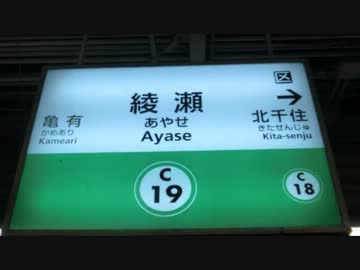 区
綾瀬
あやせ
Ayase
亀有
かめあり
Kameari
→
北千住
きたせんじゅ
Kita-senju
C
19
C
18